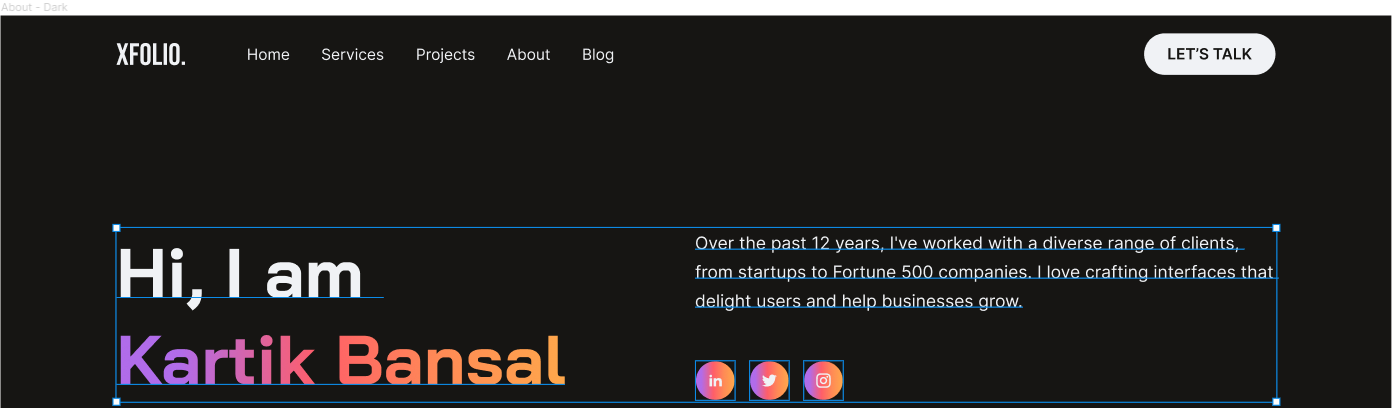 About - Dark
XFOLIO.
Home Services Projects About Blog
LET'S TALK
Hi, I am
Kartik Bansal
Over the past 12 years, I've worked with a diverse range of clients,
from startups to Fortune 500 companies. I love crafting interfaces that
delight users and help businesses grow.
in